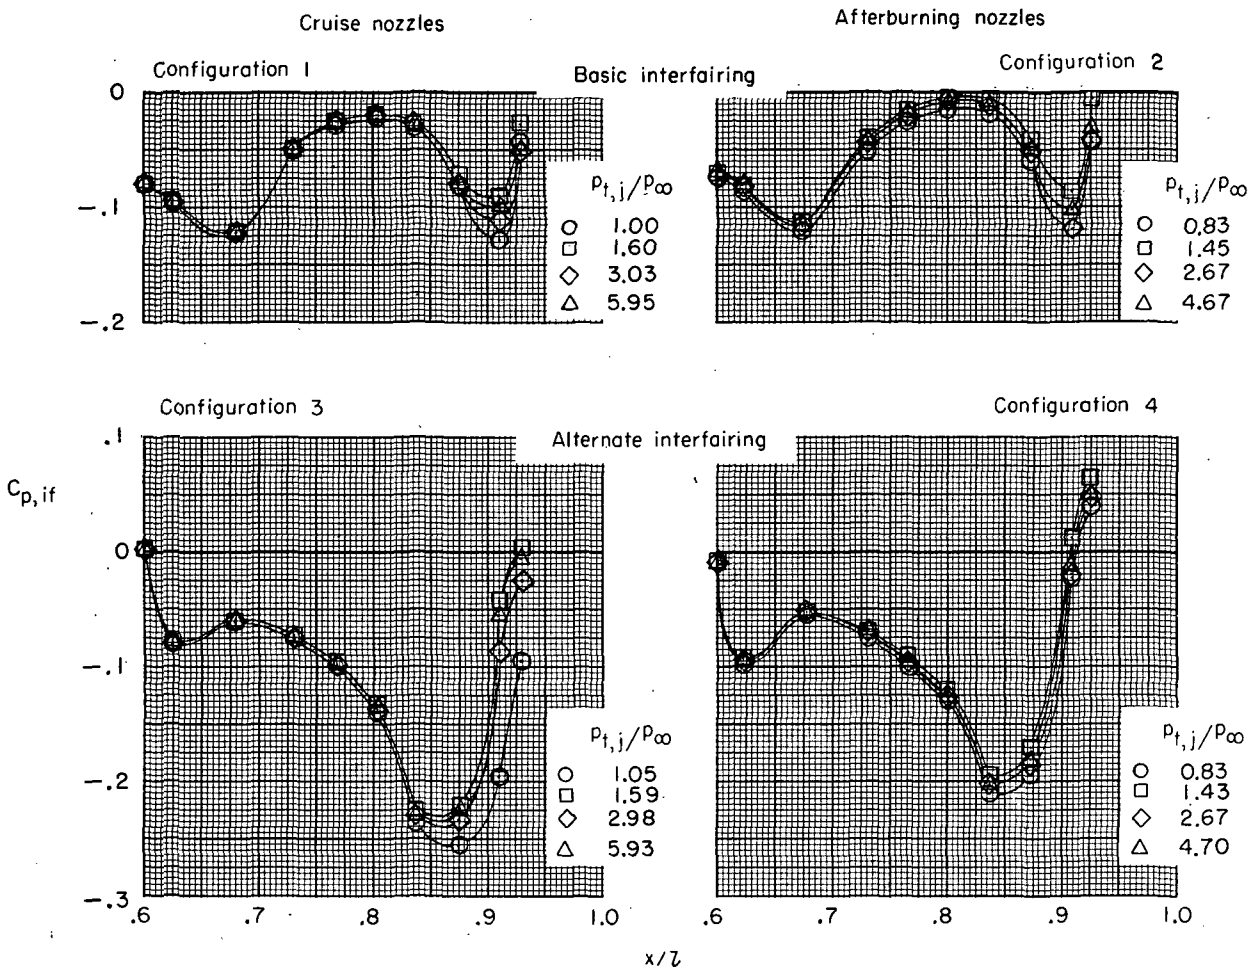 Cruise nozzles
Afterburning nozzles
Configuration 1
Basic interfairing
Configuration 2
0
-.1
-.2
p_t,j/p_∞
○ 1.00
□ 1.60
◇ 3.03
△ 5.95
p_t,j/p_∞
○ 0.83
□ 1.45
◇ 2.67
△ 4.67
Configuration 3
Alternate interfairing
Configuration 4
C_p,if
.1
0
-.1
-.2
-.3
p_t,j/p_∞
○ 1.05
□ 1.59
◇ 2.98
△ 5.93
p_t,j/p_∞
○ 0.83
□ 1.43
◇ 2.67
△ 4.70
.6 .7 .8 .9 1.0
.6 .7 .8 .9 1.0
x/l